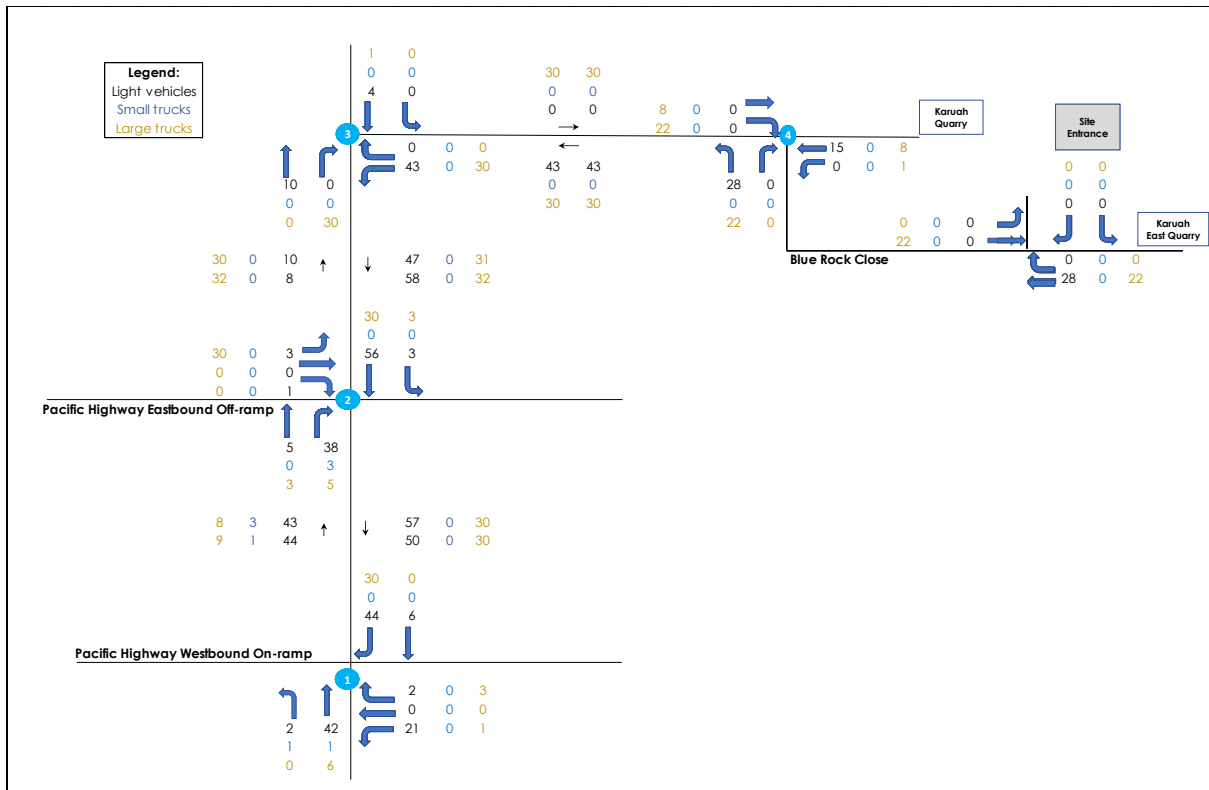 1 0
Legend: 0 0 30 30
Light vehicles 4 0 0 0
Small trucks 0 0 8 0 0 Karuah Quarry Site Entrance
Large trucks 22 0 0
3 4
0 0 0 15 0 8 0 0
43 0 30 43 43 0 0 1 0 0
10 0 0 0 28 0 0 0
0 0 30 30 0 0
0 30 22 0 0 0 0 Karuah East Quarry
22 0 0
30 0 10 47 0 31 Blue Rock Close 0 0 0
32 0 8 58 0 32 28 0 22
30 3
0 0
30 0 3 56 3
0 0 0
0 0 1
2
Pacific Highway Eastbound Off-ramp
5 38
0 3
3 5
8 3 43 57 0 30
9 1 44 50 0 30
30 0
0 0
44 6
Pacific Highway Westbound On-ramp
1
2 0 3
0 0 0
2 42 21 0 1
1 1
0 6